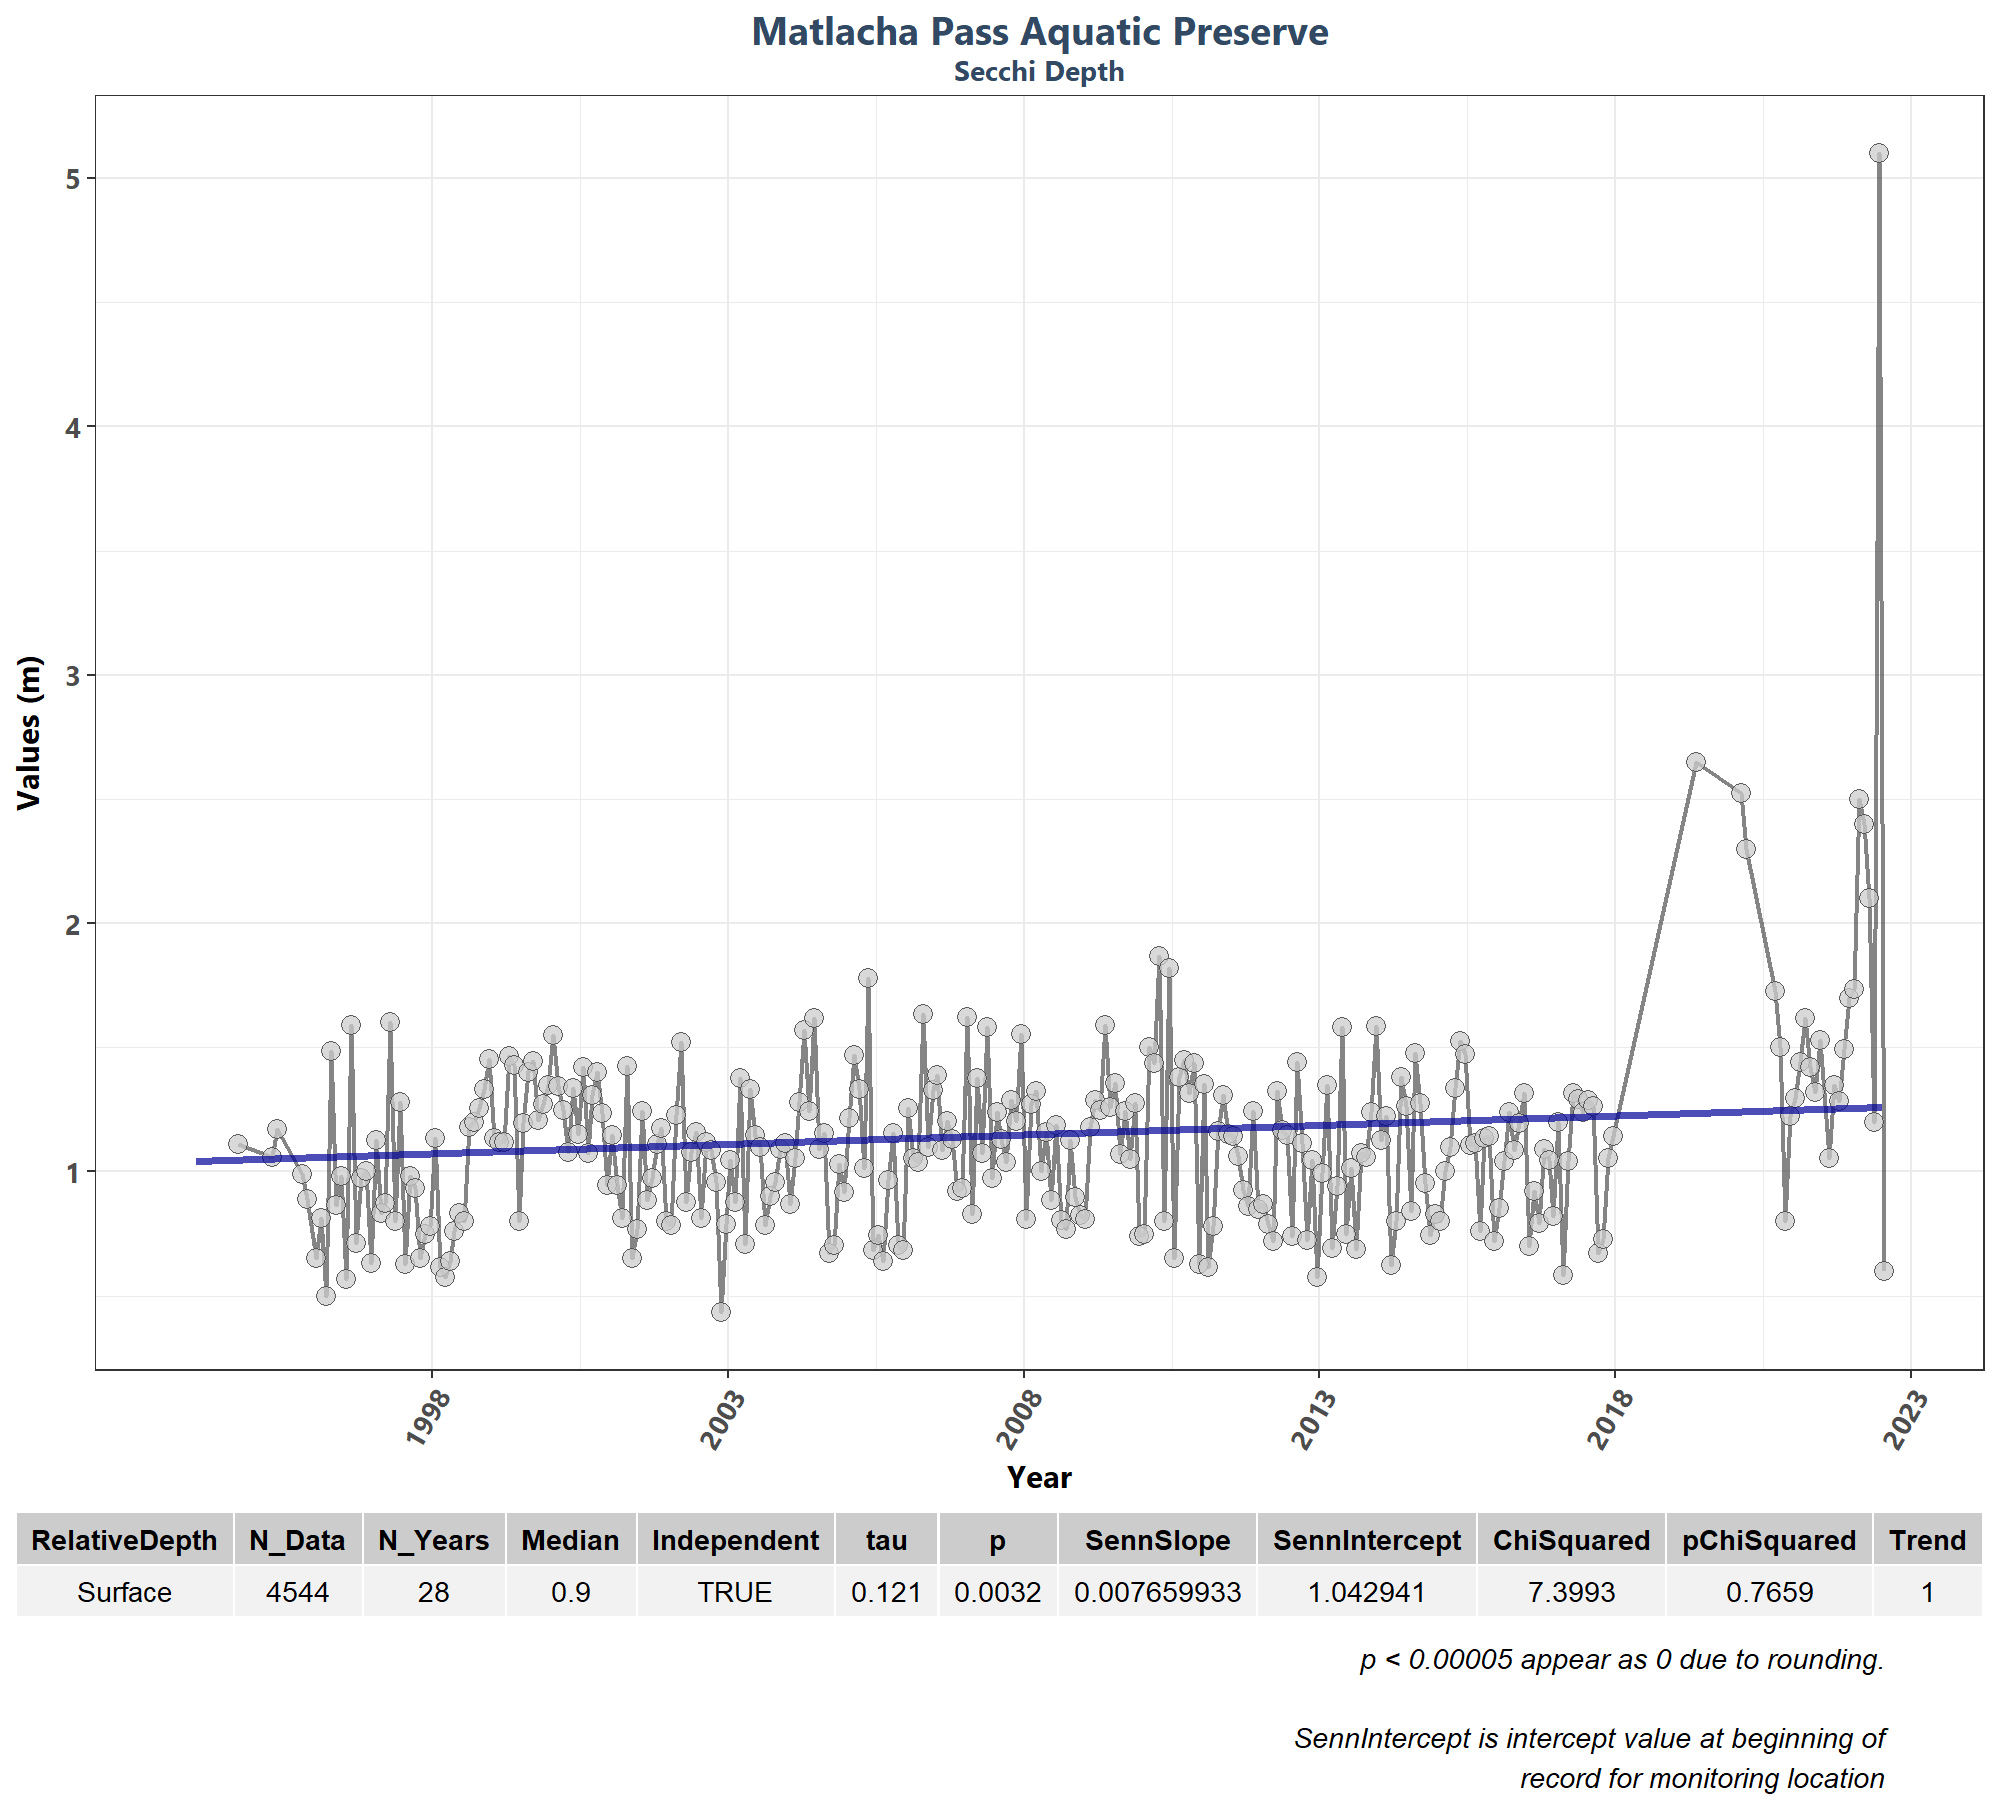 Matlacha Pass Aquatic Preserve
Secchi Depth
5
4
3
2
1
Values (m)
1998 2003 2008 2013 2018 2023
Year
RelativeDepth N_Data N_Years Median Independent tau p SennSlope SennIntercept ChiSquared pChiSquared Trend
Surface 4544 28 0.9 TRUE 0.121 0.0032 0.007659933 1.042941 7.3993 0.7659 1
p < 0.00005 appear as 0 due to rounding.
SennIntercept is intercept value at beginning of
record for monitoring location